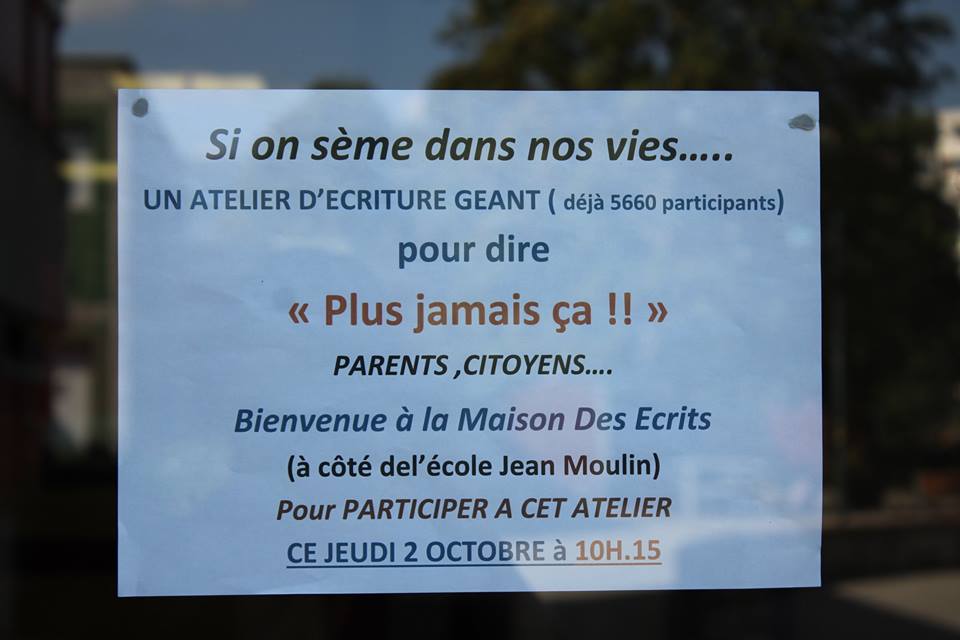 Si on sème dans nos vies…..
UN ATELIER D’ECRITURE GEANT ( déjà 5660 participants)
pour dire
« Plus jamais ça !! »
PARENTS ,CITOYENS….
Bienvenue à la Maison Des Ecrits
(à côté del’école Jean Moulin)
Pour PARTICIPER A CET ATELIER
CE JEUDI 2 OCTOBRE à 10H.15